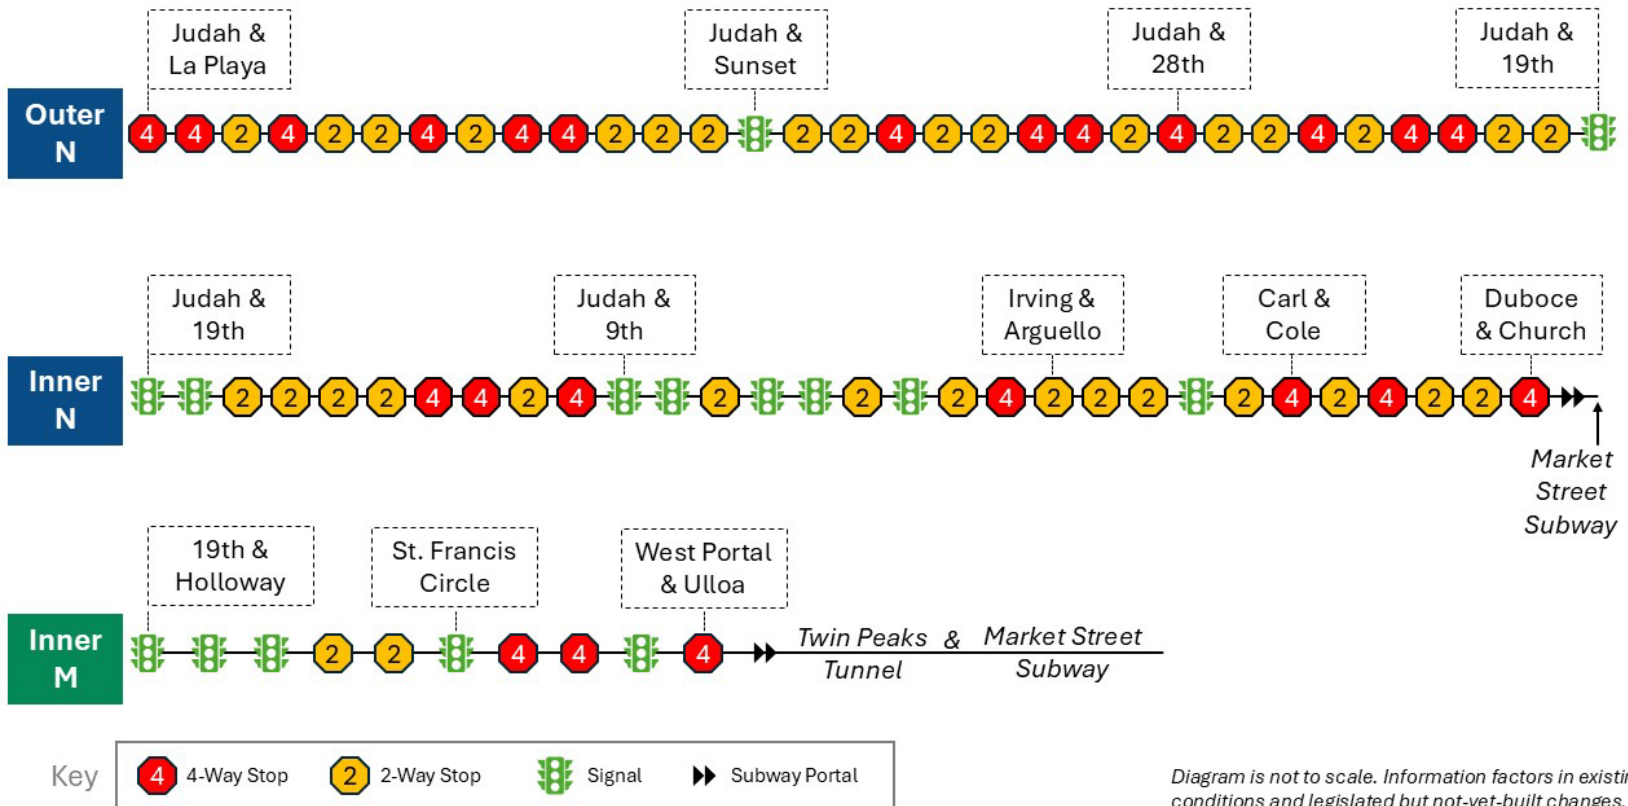 Judah &
La Playa
Judah &
Sunset
Judah &
28th
Judah &
19th
Outer
N
4 4 2 4 2 2 4 2 4 4 2 2 2 2 2 4 2 2 4 4 2 4 2 2 4 2 4 4 2 2
Judah &
19th
Judah &
9th
Irving &
Arguello
Carl &
Cole
Duboce
& Church
Inner
N
2 2 2 2 4 4 2 4 2 2 2 4 2 2 2 2 4 2 4 2 2 4
Market
Street
Subway
19th &
Holloway
St. Francis
Circle
West Portal
& Ulloa
Inner
M
2 2 4 4 4
Twin Peaks & Market Street
Tunnel Subway
Key
4 4-Way Stop 2 2-Way Stop Signal Subway Portal
Diagram is not to scale. Information factors in existin
conditions and legislated but not-yet-built changes.